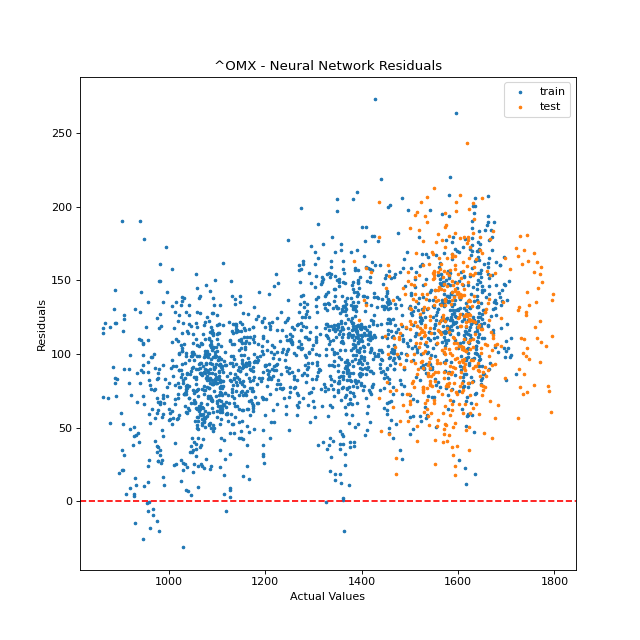 ^OMX - Neural Network Residuals
train
test
250
200
150
100
50
0
Residuals
1000 1200 1400 1600 1800
Actual Values